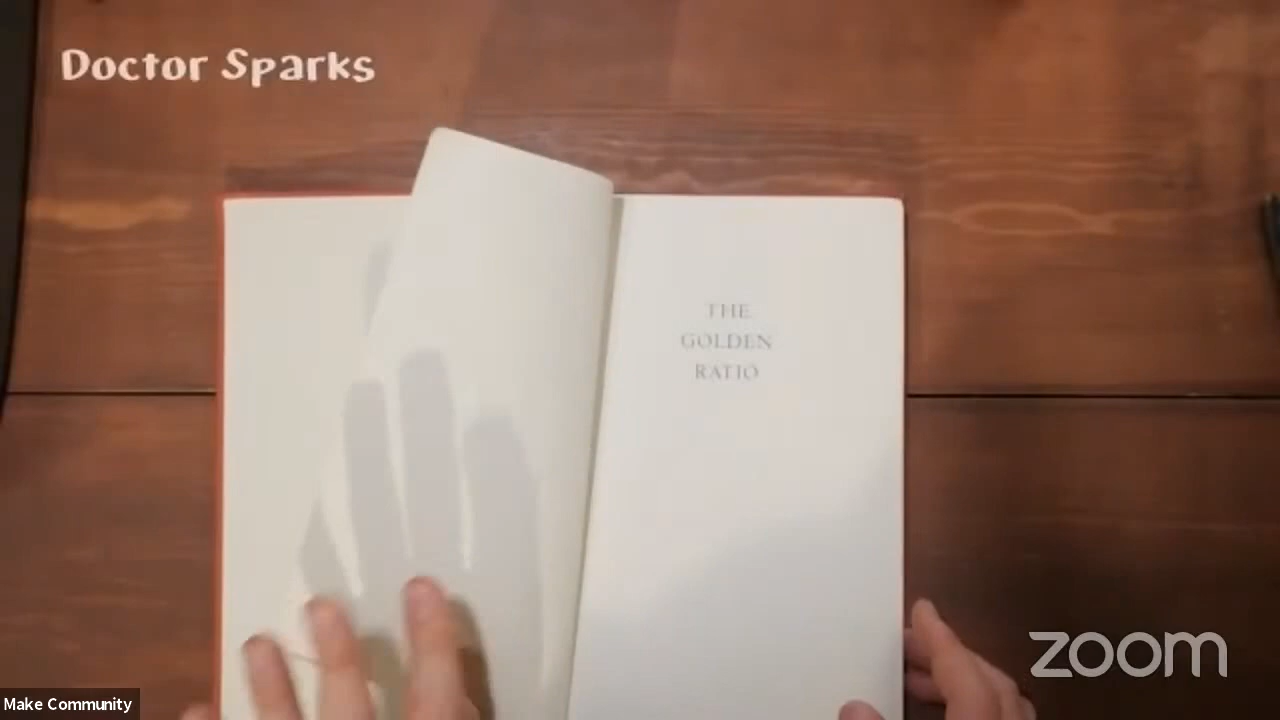 Doctor Sparks
THE
GOLDEN
RATIO
zoom
Make Community